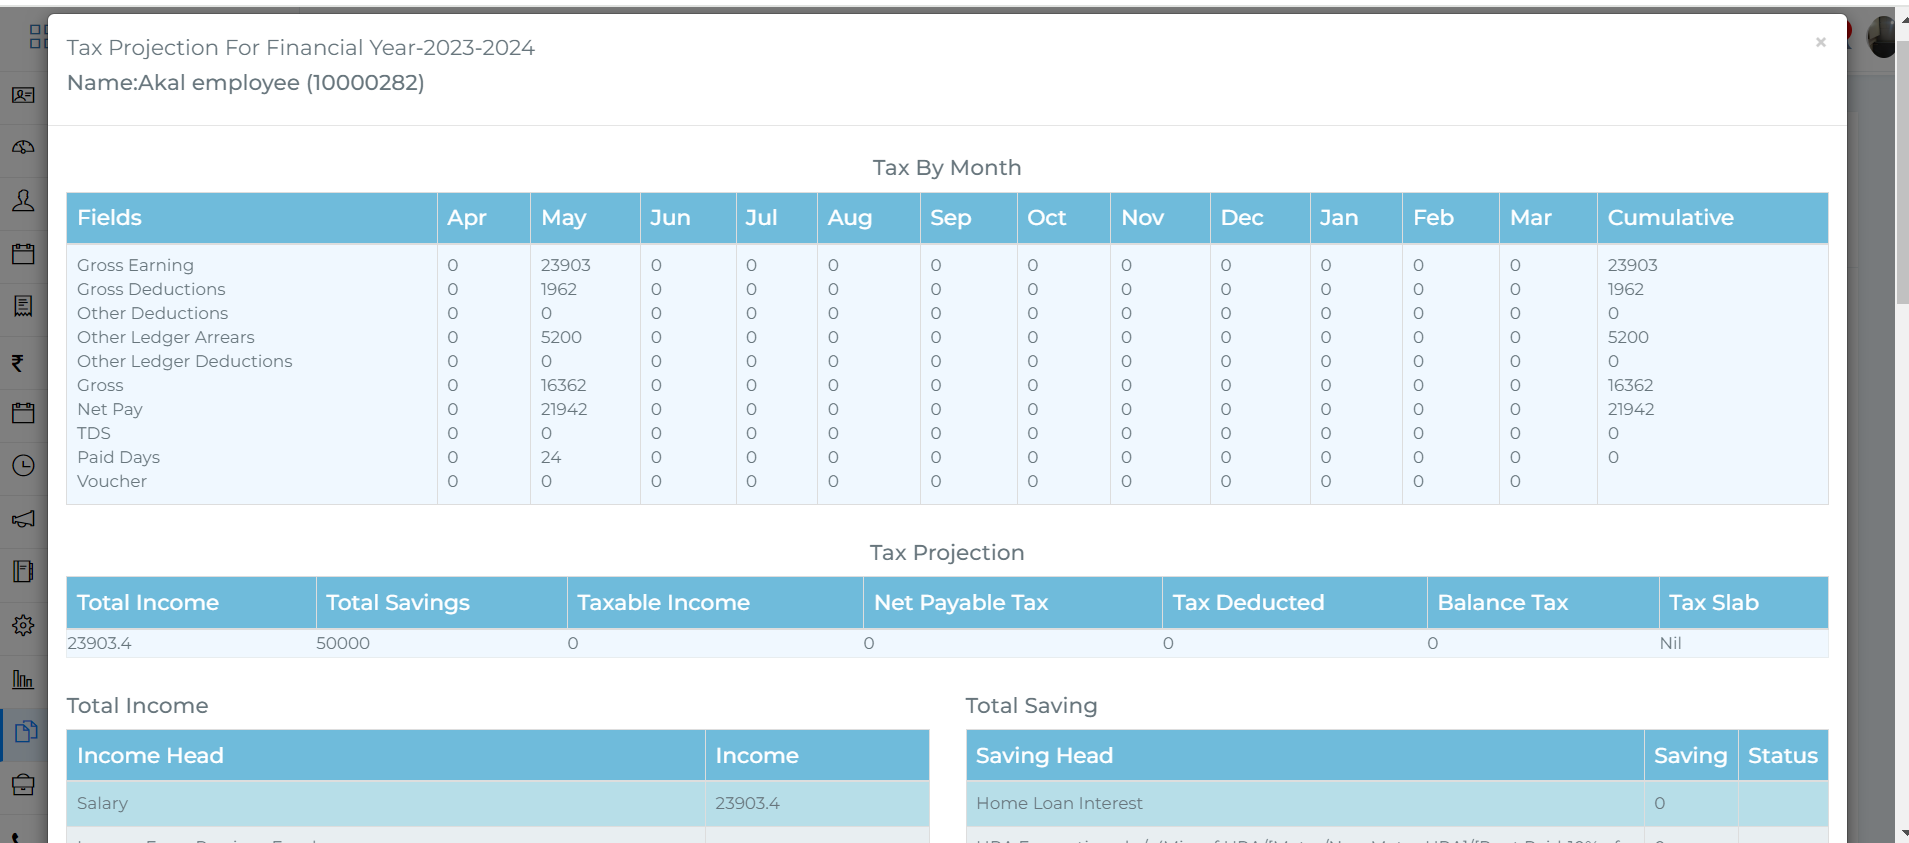 Tax Projection For Financial Year-2023-2024
×
Name:Akal employee (10000282)
Tax By Month
Fields Apr May Jun Jul Aug Sep Oct Nov Dec Jan Feb Mar Cumulative
Gross Earning 0 23903 0 0 0 0 0 0 0 0 0 0 23903
Gross Deductions 0 1962 0 0 0 0 0 0 0 0 0 0 1962
Other Deductions 0 0 0 0 0 0 0 0 0 0 0 0 0
Other Ledger Arrears 0 5200 0 0 0 0 0 0 0 0 0 0 5200
Other Ledger Deductions 0 0 0 0 0 0 0 0 0 0 0 0 0
Gross 0 16362 0 0 0 0 0 0 0 0 0 0 16362
Net Pay 0 21942 0 0 0 0 0 0 0 0 0 0 21942
TDS 0 0 0 0 0 0 0 0 0 0 0 0 0
Paid Days 0 24 0 0 0 0 0 0 0 0 0 0 0
Voucher 0 0 0 0 0 0 0 0 0 0 0 0
Tax Projection
Total Income Total Savings Taxable Income Net Payable Tax Tax Deducted Balance Tax Tax Slab
23903.4 50000 0 0 0 0 Nil
Total Income
Income Head Income
Salary 23903.4
Total Saving
Saving Head Saving Status
Home Loan Interest 0